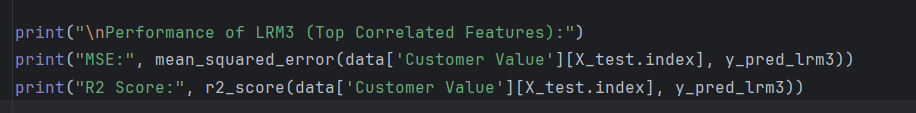 print("\nPerformance of LRM3 (Top Correlated Features):")
print("MSE:", mean_squared_error(data['Customer Value'][X_test.index], y_pred_lrm3))
print("R2 Score:", r2_score(data['Customer Value'][X_test.index], y_pred_lrm3))